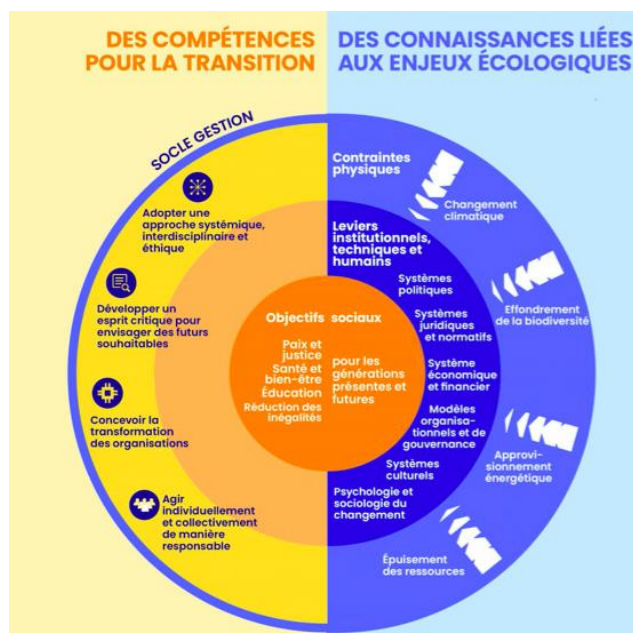 DES COMPÉTENCES
POUR LA TRANSITION
DES CONNAISSANCES LIÉES
AUX ENJEUX ÉCOLOGIQUES
SOCLE GESTION
Adopter une
approche systémique,
interdisciplinaire et
éthique
Développer un
esprit critique pour
envisager des futurs
souhaitables
Concevoir la
transformation
des organisations
Agir
individuellement
et collectivement
de manière
responsable
Objectifs sociaux
Paix et
justice
Santé et
bien-être
Éducation
Réduction des
inégalités
pour les
générations
présentes et
futures
Contraintes
physiques
Changement
climatique
Effondrement
de la biodiversité
Approvi-
sionnement
énergétique
Épuisement
des ressources
Leviers
institutionnels,
techniques et
humains
Systèmes
politiques
Systèmes
juridiques
et normatifs
Système
économique
et financier
Modèles
organisa-
tionnels et de
gouvernance
Systèmes
culturels
Psychologie et
sociologie du
changement